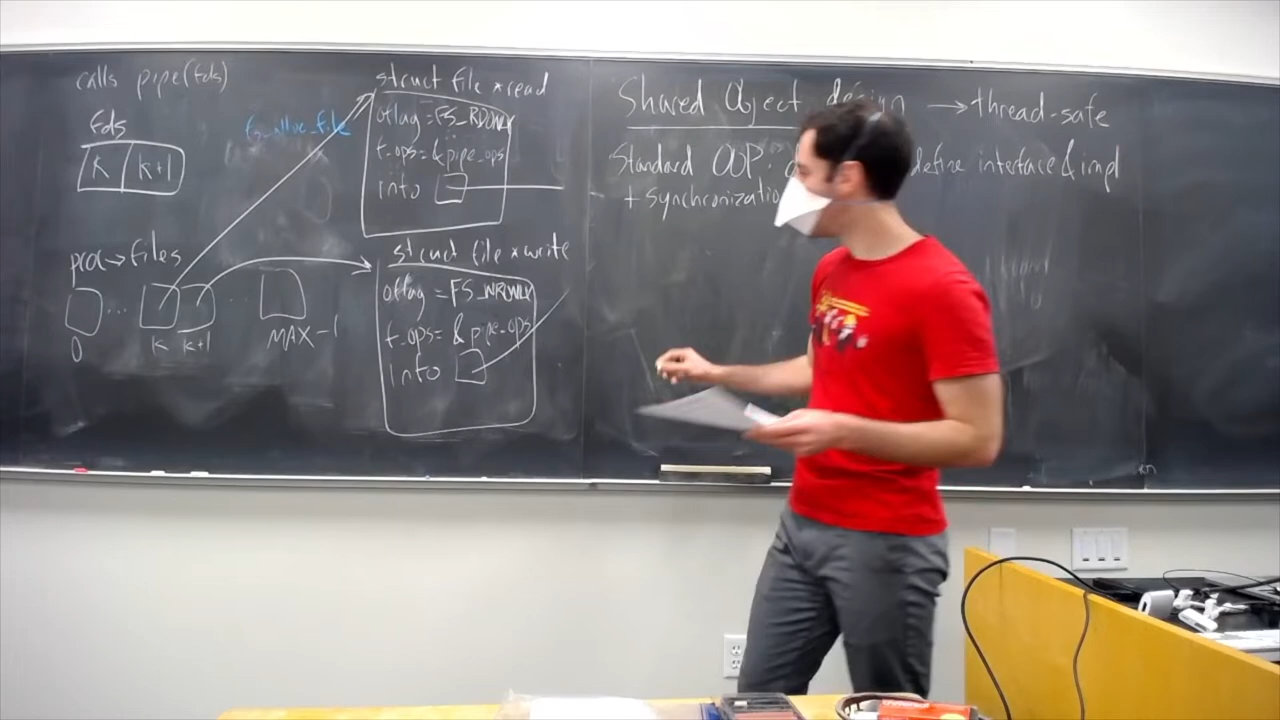 calls pipe(fds)
fds
k k+1
proc→files
0 ... k k+1 ... MAX-1
fs_alloc_file
struct file *read
oflag = FS_RDONLY
f_ops = &pipe_ops
info
struct file *write
oflag = FS_WRONLY
f_ops = & pipe_ops
info
Shared Object design → thread-safe
Standard OOP: define interface & impl
+ synchronization